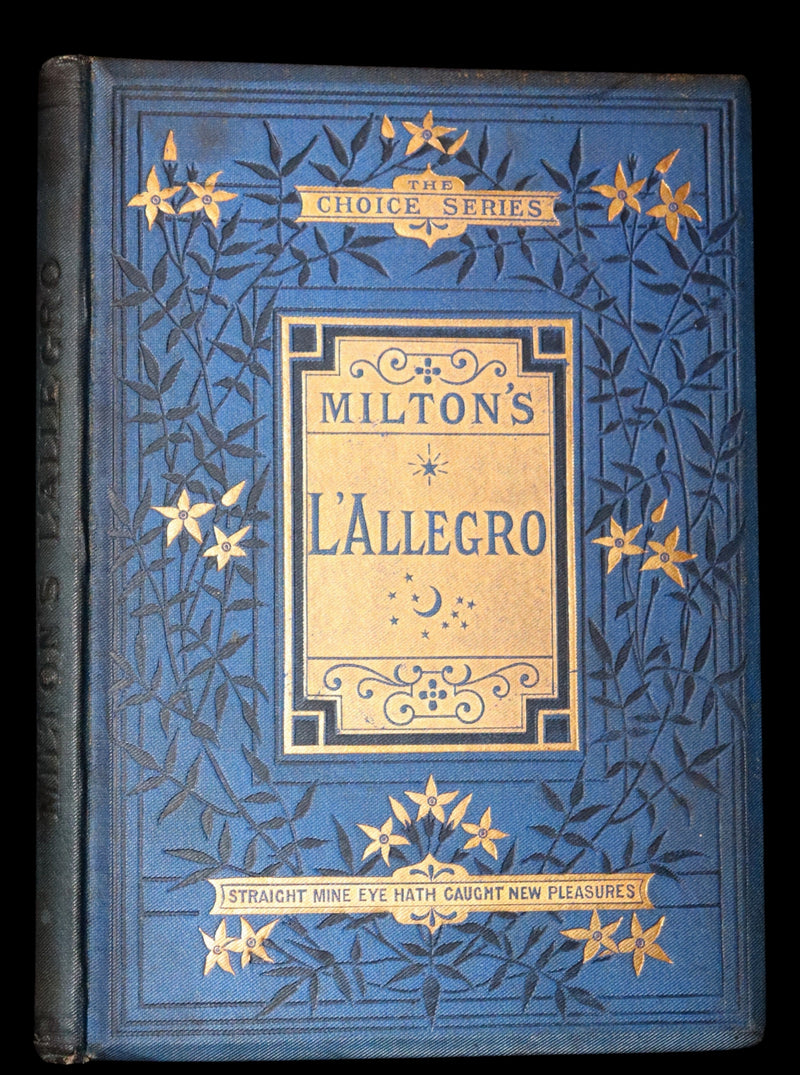 THE
CHOICE SERIES
MILTON'S
L'ALLEGRO
STRAIGHT MINE EYE HATH CAUGHT NEW PLEASURES
MILTON'S L'ALLEGRO